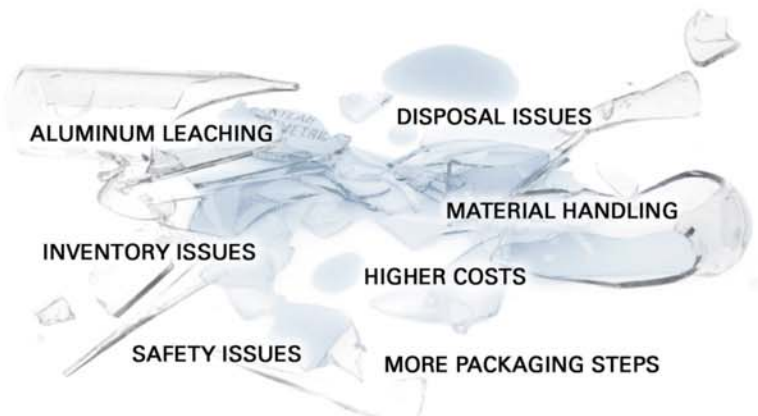 DISPOSAL ISSUES
ALUMINUM LEACHING
MATERIAL HANDLING
INVENTORY ISSUES
HIGHER COSTS
SAFETY ISSUES
MORE PACKAGING STEPS